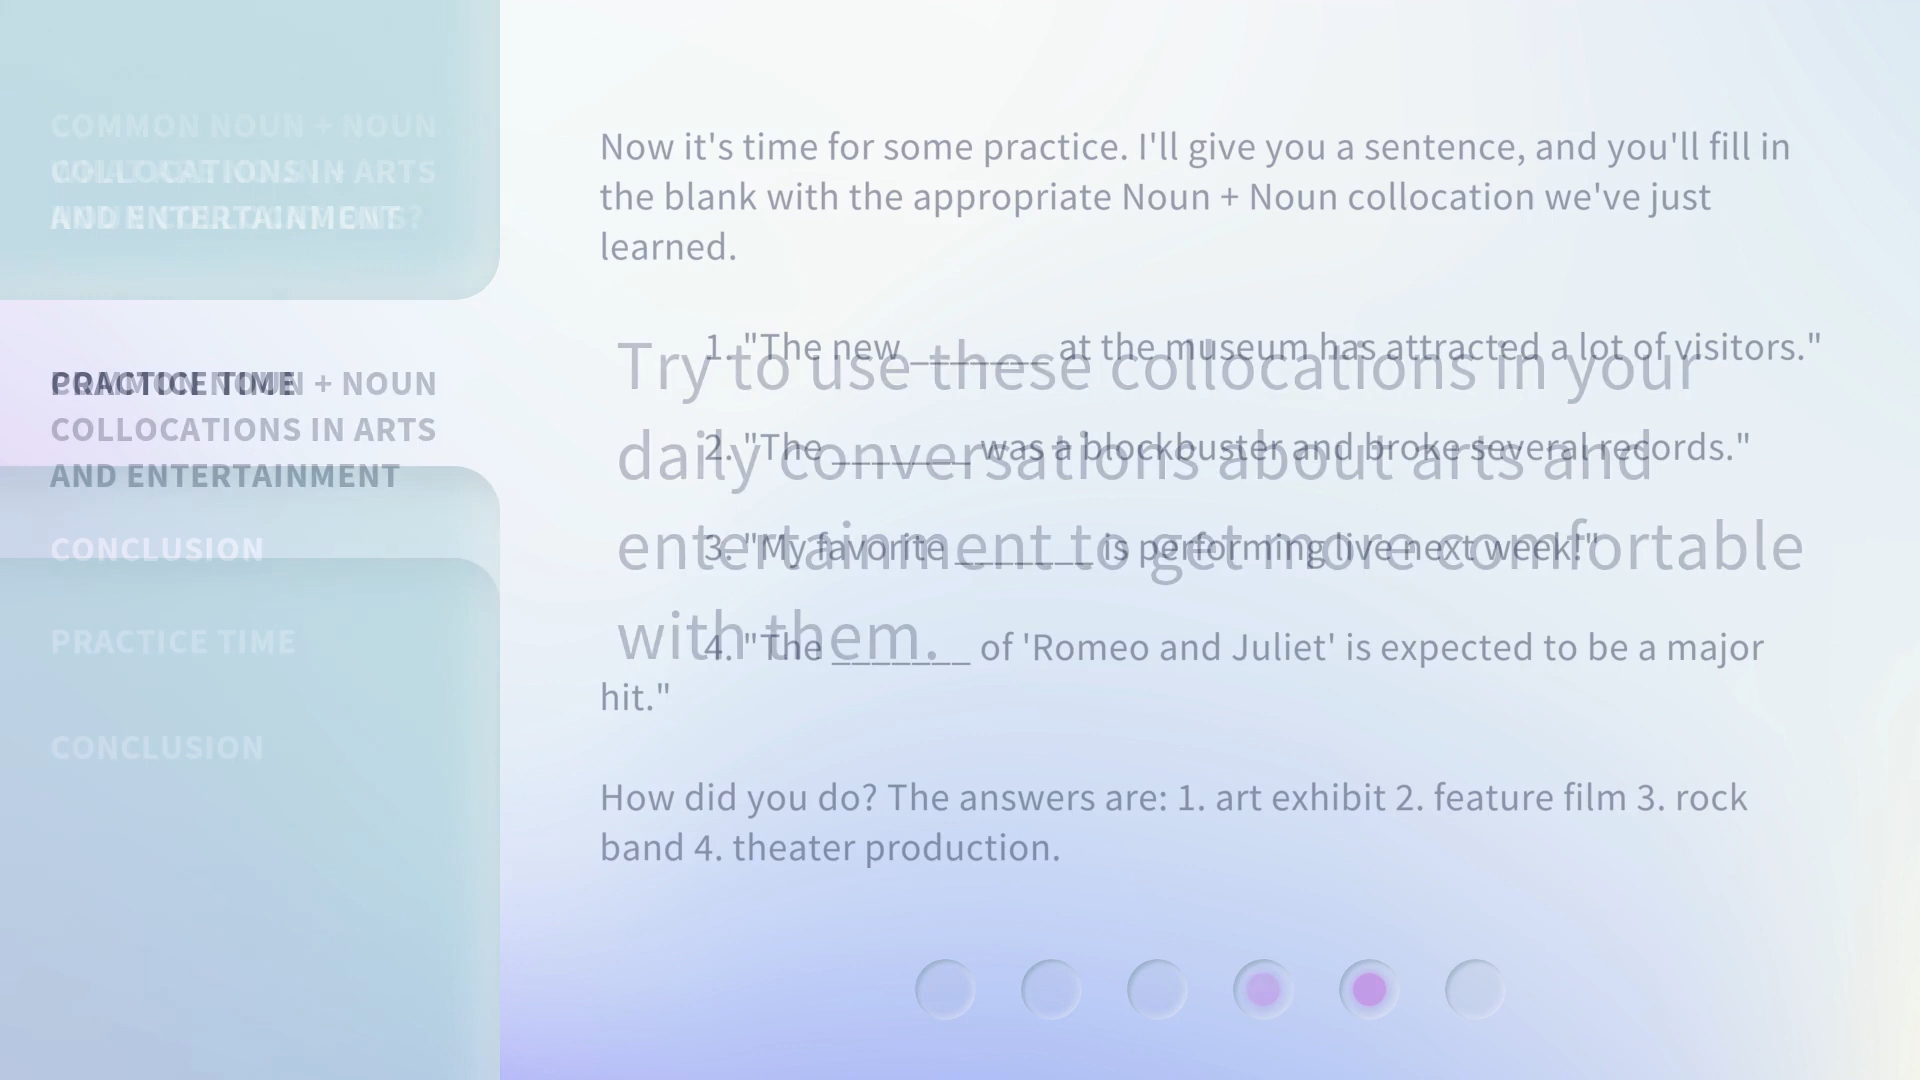 COMMON NOUN + NOUN
COLLOCATIONS IN ARTS
AND ENTERTAINMENT
PRACTICE TIME
COMMON NOUN + NOUN
COLLOCATIONS IN ARTS
AND ENTERTAINMENT
CONCLUSION
PRACTICE TIME
CONCLUSION
Now it's time for some practice. I'll give you a sentence, and you'll fill in
the blank with the appropriate Noun + Noun collocation we've just
learned.
1. "The new _______ at the museum has attracted a lot of visitors."
2. "The _______ was a blockbuster and broke several records."
3. "My favorite _______ is performing live next week!"
4. "The _______ of 'Romeo and Juliet' is expected to be a major
hit."
How did you do? The answers are: 1. art exhibit 2. feature film 3. rock
band 4. theater production.
Try to use these collocations in your
daily conversations about arts and
entertainment to get more comfortable
with them.